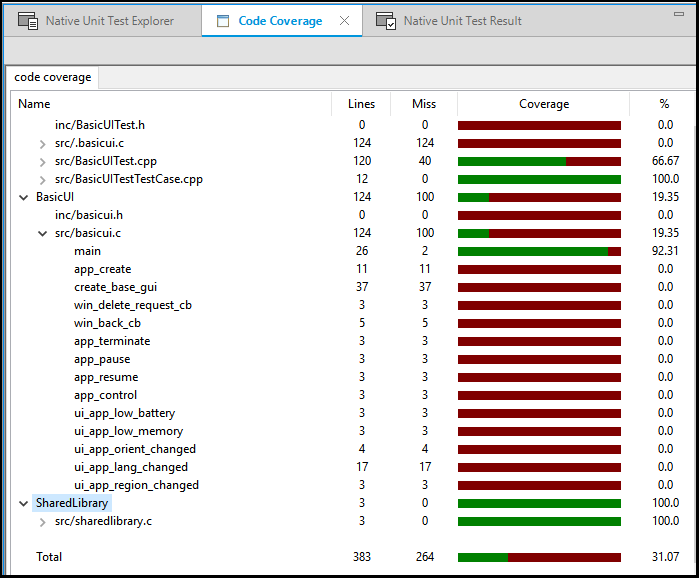 Native Unit Test Explorer Code Coverage Native Unit Test Result
code coverage
Name Lines Miss Coverage %
inc/BasicUITest.h 0 0 0.0
src/.basicui.c 124 124 0.0
src/BasicUITest.cpp 120 40 66.67
src/BasicUITestTestCase.cpp 12 0 100.0
BasicUI 124 100 19.35
inc/basicui.h 0 0 0.0
src/basicui.c 124 100 19.35
main 26 2 92.31
app_create 11 11 0.0
create_base_gui 37 37 0.0
win_delete_request_cb 3 3 0.0
win_back_cb 5 5 0.0
app_terminate 3 3 0.0
app_pause 3 3 0.0
app_resume 3 3 0.0
app_control 3 3 0.0
ui_app_low_battery 3 3 0.0
ui_app_low_memory 3 3 0.0
ui_app_orient_changed 4 4 0.0
ui_app_lang_changed 17 17 0.0
ui_app_region_changed 3 3 0.0
SharedLibrary 3 0 100.0
src/sharedlibrary.c 3 0 100.0
Total 383 264 31.07